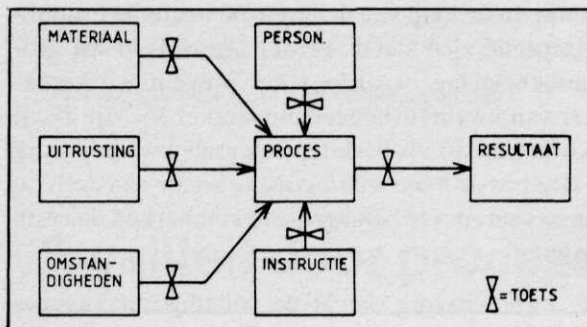 MATERIAAL
PERSON.
UITRUSTING
PROCES
RESULTAAT
OMSTAN-
DIGHEDEN
INSTRUCTIE
=TOETS